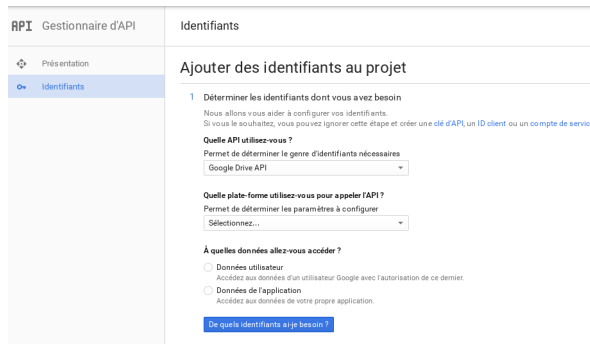 API Gestionnaire d'API
Identifiants
Présentation
Identifiants
Ajouter des identifiants au projet
1 Déterminer les identifiants dont vous avez besoin
Nous allons vous aider à configurer vos identifiants.
Si vous le souhaitez, vous pouvez ignorer cette étape et créer une clé d'API, un ID client ou un compte de servic
Quelle API utilisez-vous ?
Permet de déterminer le genre d'identifiants nécessaires
Google Drive API
Quelle plate-forme utilisez-vous pour appeler l'API ?
Permet de déterminer les paramètres à configurer
Sélectionnez...
À quelles données allez-vous accéder ?
Données utilisateur
Accédez aux données d'un utilisateur Google avec l'autorisation de ce dernier.
Données de l'application
Accédez aux données de votre propre application.
De quels identifiants ai-je besoin ?